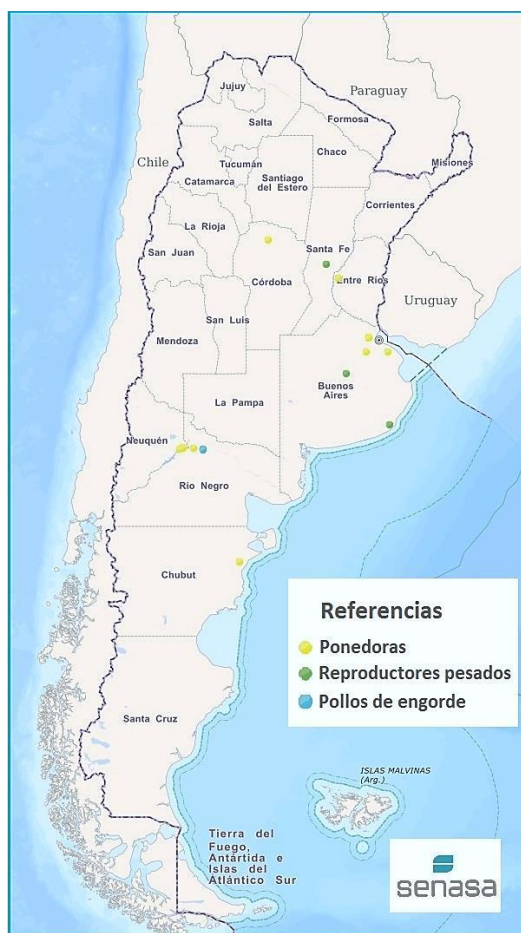 Jujuy
Paraguay
Salta
Formosa
Chaco
Chile
Tucumán
Misiones
Catamarca
Santiago
del Estero
Corrientes
La Rioja
San Juan
Santa Fe
Córdoba
Entre Ríos
Uruguay
San Luis
Mendoza
Buenos
Aires
La Pampa
Neuquén
Río Negro
Chubut
Referencias
Ponedoras
Reproductores pesados
Pollos de engorde
Santa Cruz
ISLAS MALVINAS
(Arg.)
Tierra del
Fuego,
Antártida e
Islas del
Atlántico Sur
senasa